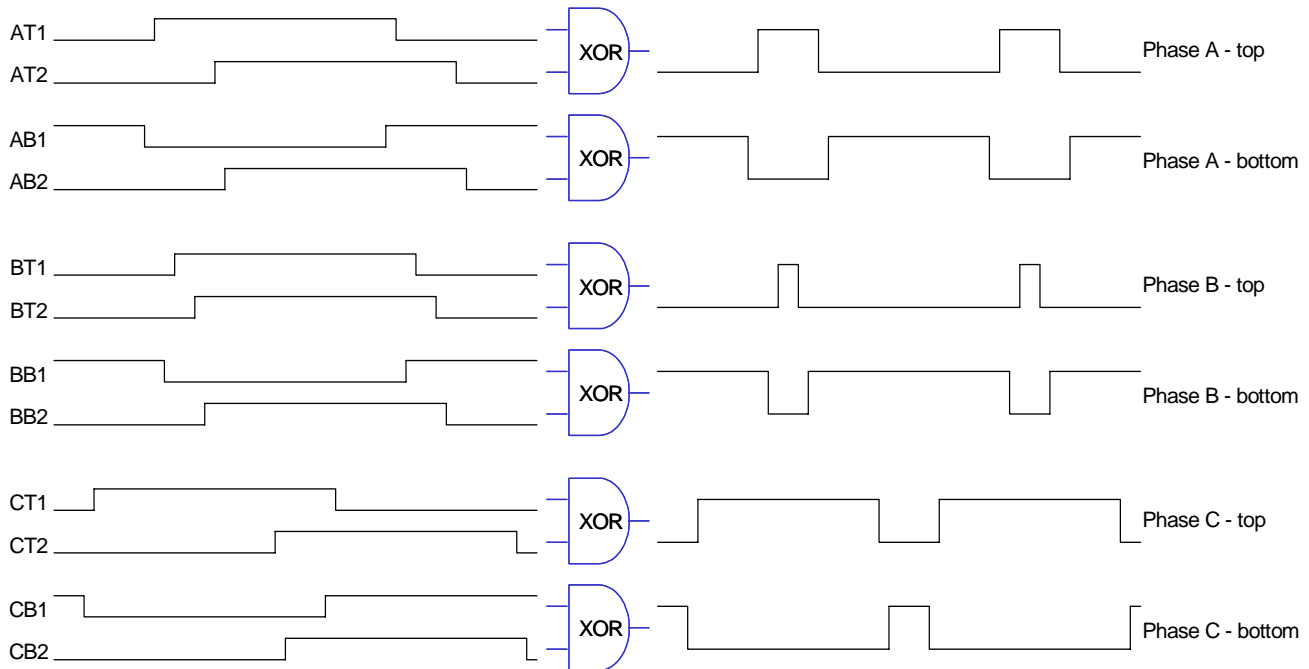 AT1
AT2
XOR
Phase A - top
AB1
AB2
XOR
Phase A - bottom
BT1
BT2
XOR
Phase B - top
BB1
BB2
XOR
Phase B - bottom
CT1
CT2
XOR
Phase C - top
CB1
CB2
XOR
Phase C - bottom